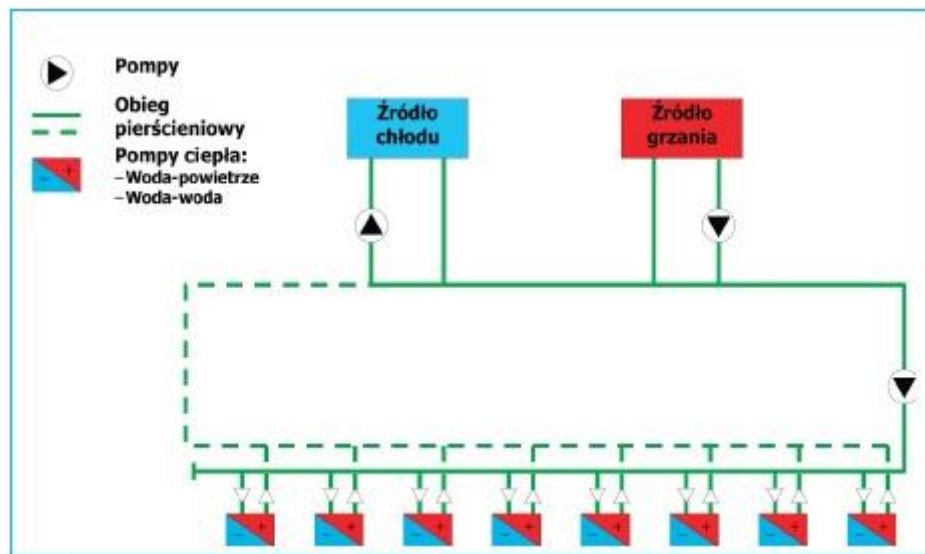 Pompy
Obieg
pierścieniowy
Pompy ciepła:
–Woda-powietrze
–Woda-woda
Źródło
chłodu
Źródło
grzania
– +
– +
– +
– +
– +
– +
– +
– +
– +